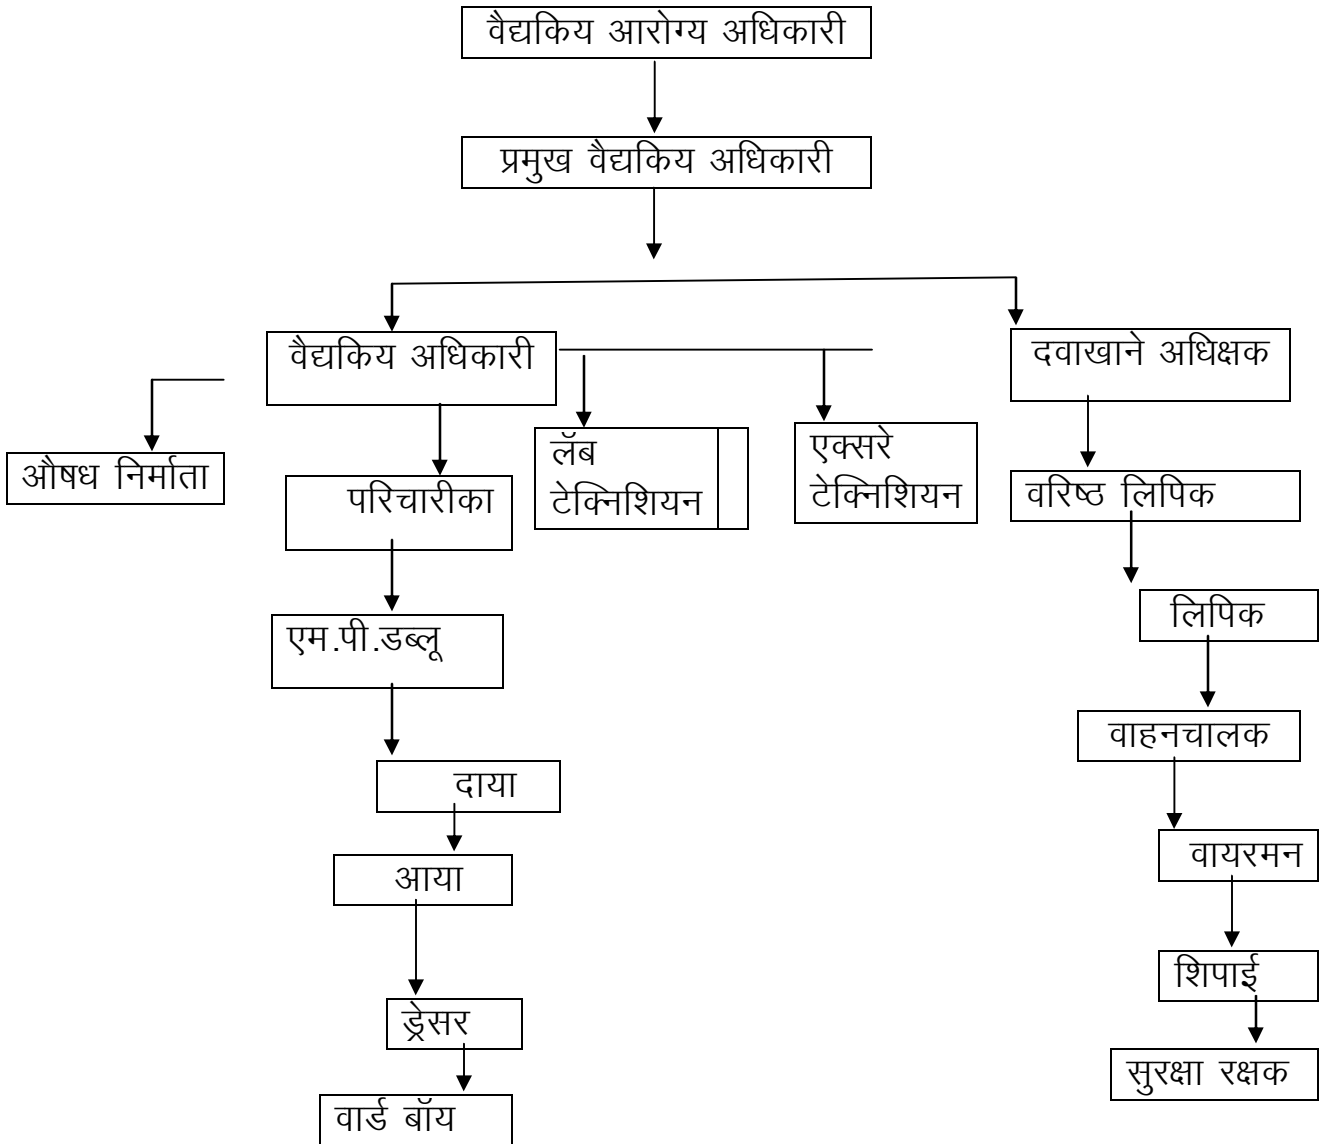 वैद्यकिय आरोग्य अधिकारी
प्रमुख वैद्यकिय अधिकारी
वैद्यकिय अधिकारी
दवाखाने अधिक्षक
औषध निर्माता
परिचारीका
लॅब
टेक्निशियन
एक्सरे
टेक्निशियन
वरिष्ठ लिपिक
एम.पी.डब्लू
लिपिक
दाया
वाहनचालक
आया
वायरमन
ड्रेसर
शिपाई
वार्ड बॉय
सुरक्षा रक्षक